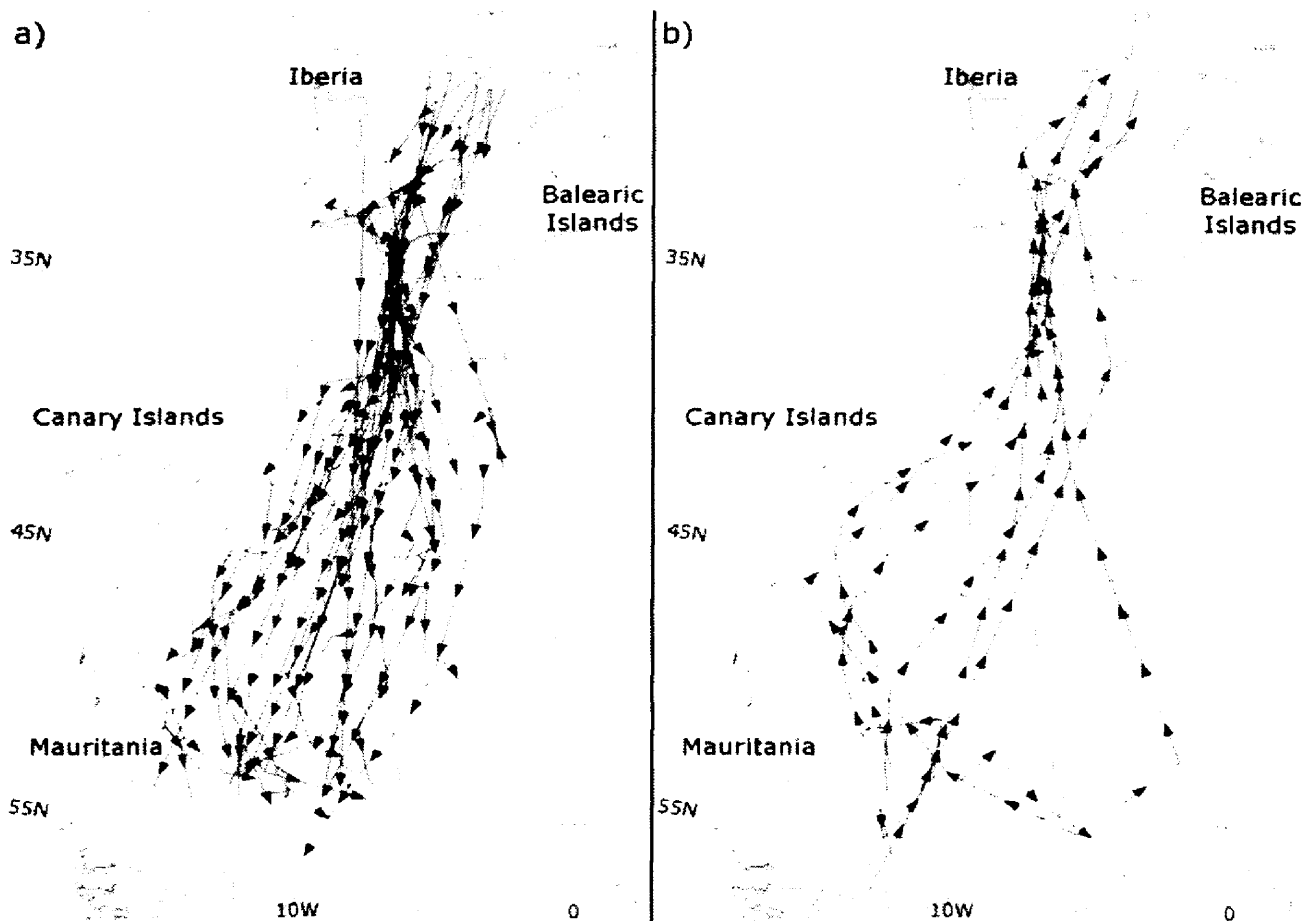 a)
Iberia
Balearic
Islands
35N
Canary Islands
45N
Mauritania
55N
10W
0
b)
Iberia
Balearic
Islands
35N
Canary Islands
45N
Mauritania
55N
10W
0